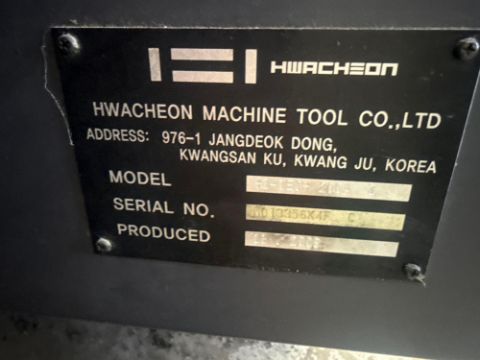 HWACHEON
HWACHEON MACHINE TOOL CO.,LTD
ADDRESS: 976-1 JANGDEOK DONG,
KWANGSAN KU, KWANG JU, KOREA
MODEL
SERIAL NO.
PRODUCED